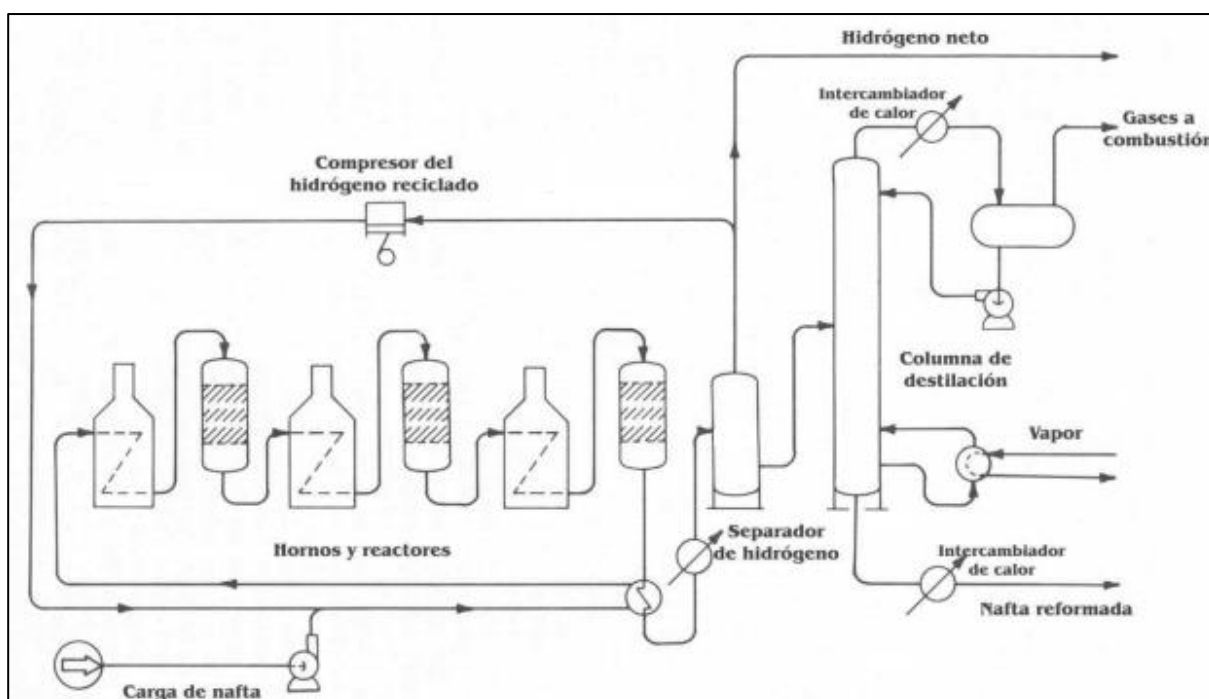 Hidrógeno neto
Intercambiador
de calor
Gases a
combustión
Compresor del
hidrógeno reciclado
Columna de
destilación
Vapor
Hornos y reactores
Separador
de hidrógeno
Intercambiador
de calor
Nafta reformada
Carga de nafta